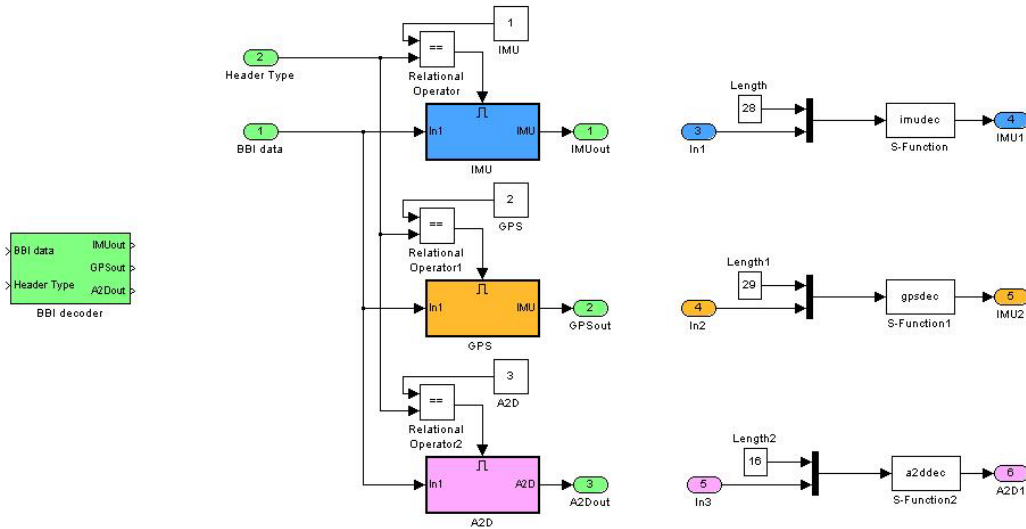 BBI data
Header Type
IMUout
GPSout
A2Dout
BBI decoder
2
Header Type
1
BBI data
1
IMU
==
Relational
Operator
In1
IMU
IMU
1
IMUout
2
GPS
==
Relational
Operator1
In1
IMU
GPS
2
GPSout
3
A2D
==
Relational
Operator2
In1
A2D
A2D
3
A2Dout
Length
28
3
In1
imudec
S-Function
4
IMU1
Length1
29
4
In2
gpsdec
S-Function1
5
IMU2
Length2
16
5
In3
a2ddec
S-Function2
6
A2D1